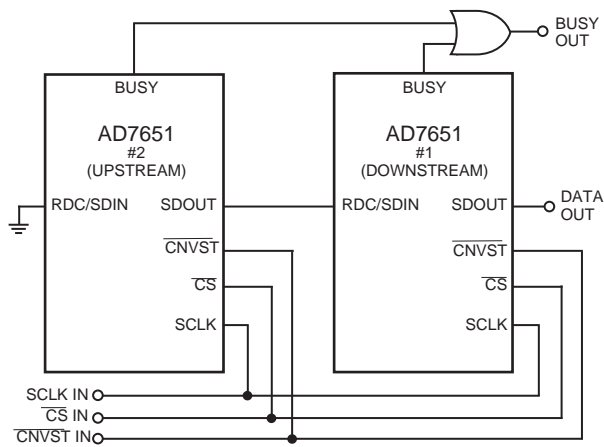 BUSY
OUT
BUSY
BUSY
AD7651
#2
(UPSTREAM)
AD7651
#1
(DOWNSTREAM)
RDC/SDIN
SDOUT
RDC/SDIN
SDOUT
DATA
OUT
CNVST
CNVST
CS
CS
SCLK
SCLK
SCLK IN
CS IN
CNVST IN